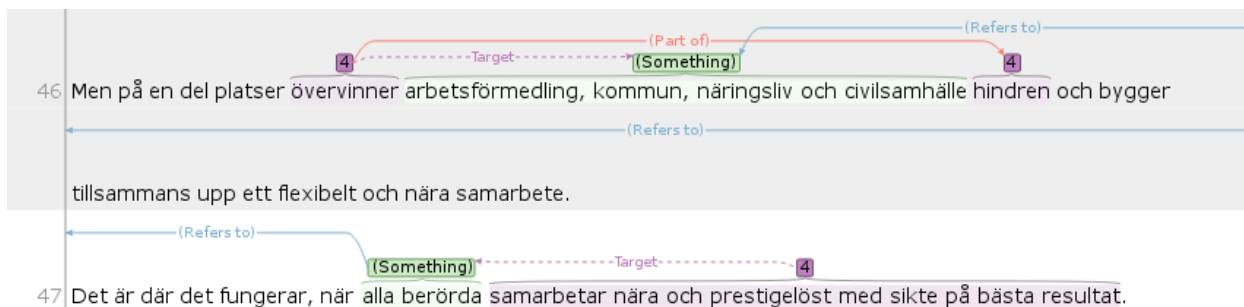 (Refers to)
(Part of)
4 Target (Something) 4
46 Men på en del platser övervinner arbetsförmedling, kommun, näringsliv och civilsamhälle hindren och bygger
(Refers to)
tillsammans upp ett flexibelt och nära samarbete.
(Refers to)
(Something) Target 4
47 Det är där det fungerar, när alla berörda samarbetar nära och prestigelöst med sikte på bästa resultat.